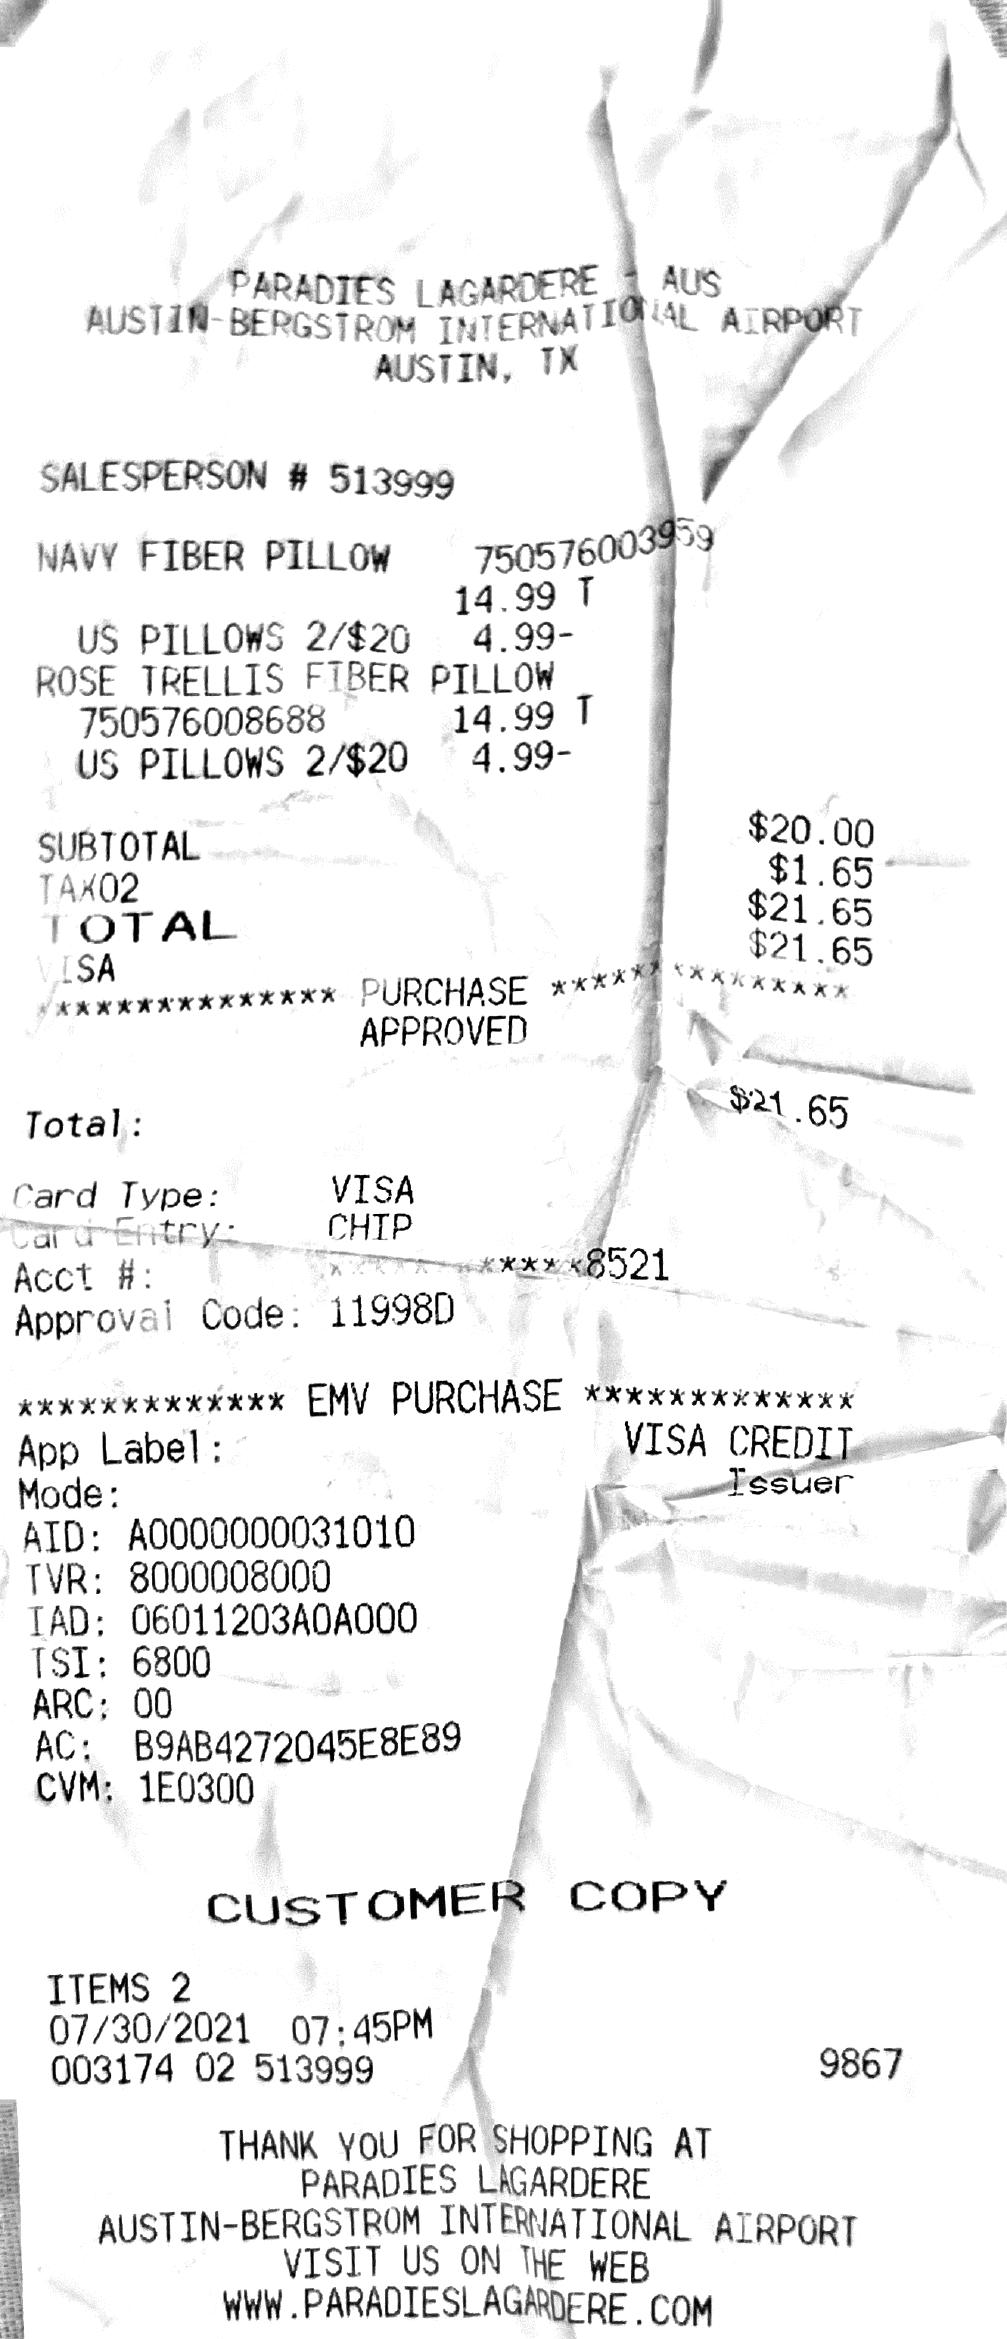 PARADIES LAGARDERE - AUS
AUSTIN-BERGSTROM INTERNATIONAL AIRPORT
AUSTIN, TX
SALESPERSON # 513999
NAVY FIBER PILLOW 750576003959
14.99 T
US PILLOWS 2/$20 4.99-
ROSE TRELLIS FIBER PILLOW
750576008688 14.99 T
US PILLOWS 2/$20 4.99-
SUBTOTAL $20.00
TAX02 $1.65
TOTAL $21.65
VISA $21.65
************** PURCHASE ***************
APPROVED
Total: $21.65
Card Type: VISA
Card Entry: CHIP
Acct #: ************8521
Approval Code: 11998D
************* EMV PURCHASE *************
App Label: VISA CREDIT
Mode: Issuer
AID: A0000000031010
TVR: 8000008000
IAD: 06011203A0A000
TSI: 6800
ARC: 00
AC: B9AB4272045E8E89
CVM: 1E0300
CUSTOMER COPY
ITEMS 2
07/30/2021 07:45PM
003174 02 513999 9867
THANK YOU FOR SHOPPING AT
PARADIES LAGARDERE
AUSTIN-BERGSTROM INTERNATIONAL AIRPORT
VISIT US ON THE WEB
WWW.PARADIESLAGARDERE.COM